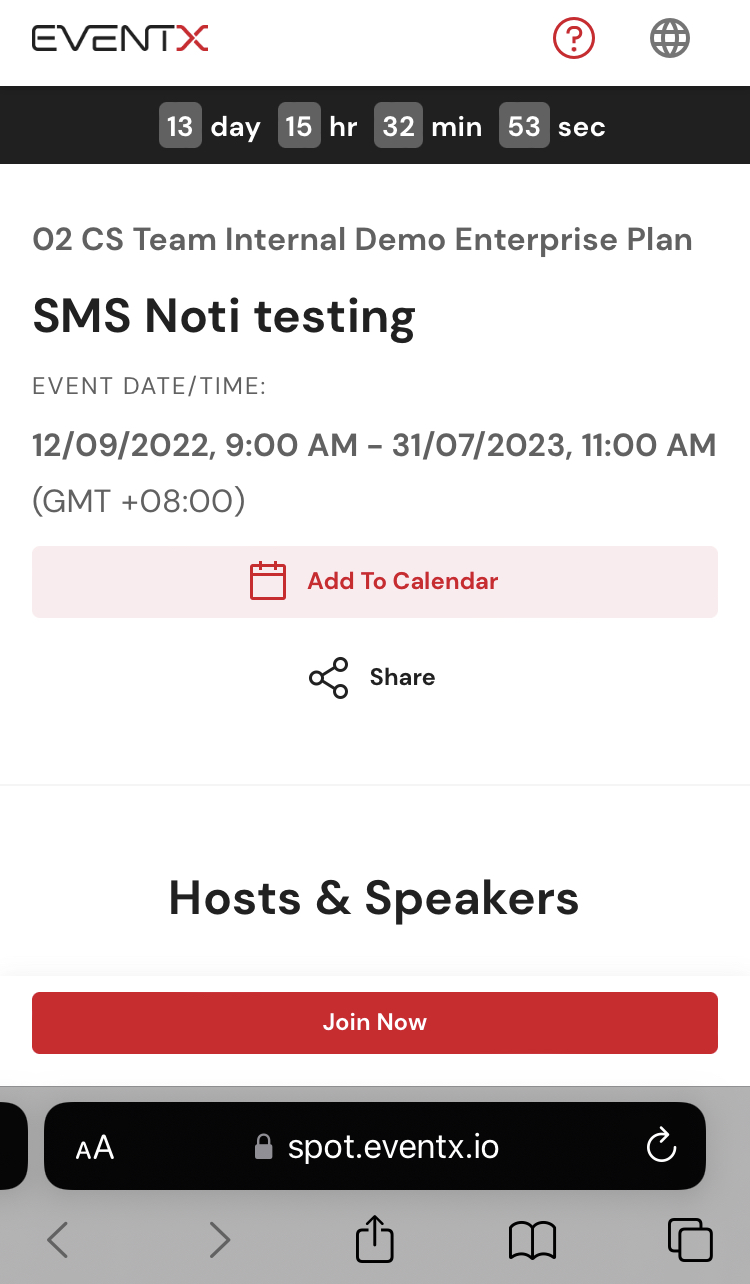 EVENTX
?
13 day 15 hr 32 min 53 sec
02 CS Team Internal Demo Enterprise Plan
SMS Noti testing
EVENT DATE/TIME:
12/09/2022, 9:00 AM – 31/07/2023, 11:00 AM
(GMT +08:00)
Add To Calendar
Share
Hosts & Speakers
Join Now
AA spot.eventx.io